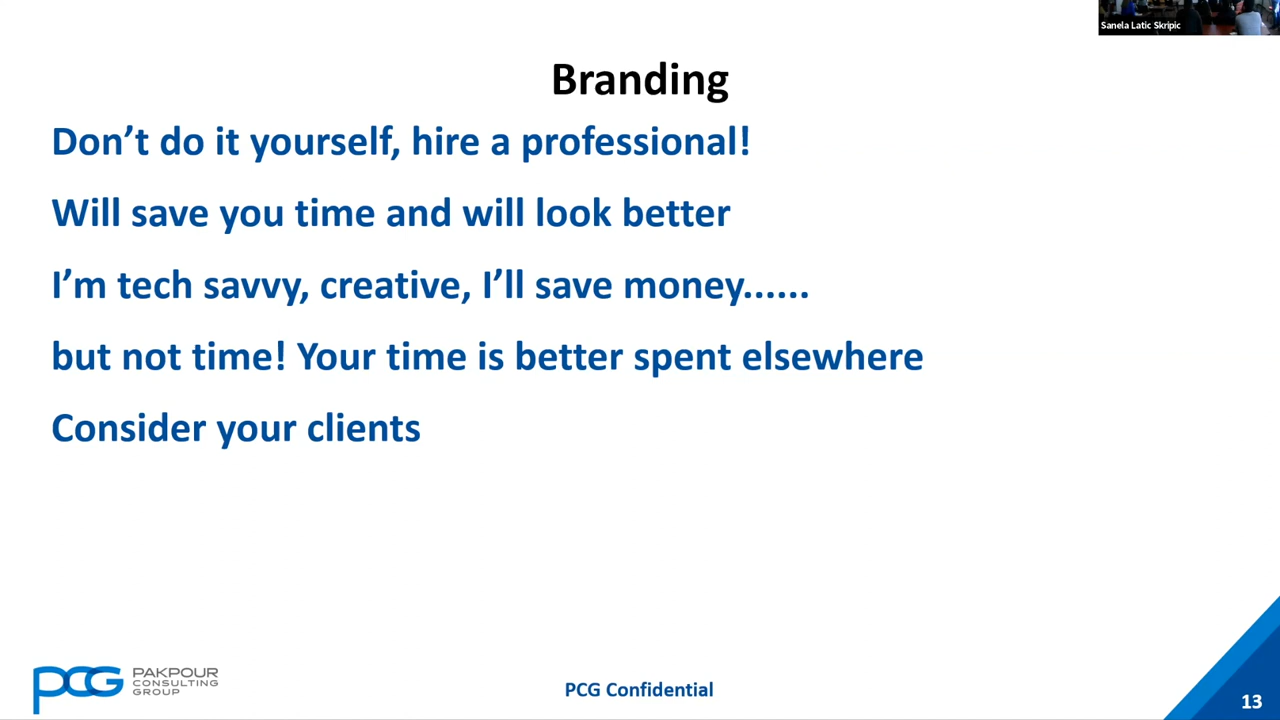 Sanela Latic Skripic
Branding
Don’t do it yourself, hire a professional!
Will save you time and will look better
I’m tech savvy, creative, I’ll save money......
but not time! Your time is better spent elsewhere
Consider your clients
PCG PAKPOUR
CONSULTING
GROUP
PCG Confidential
13